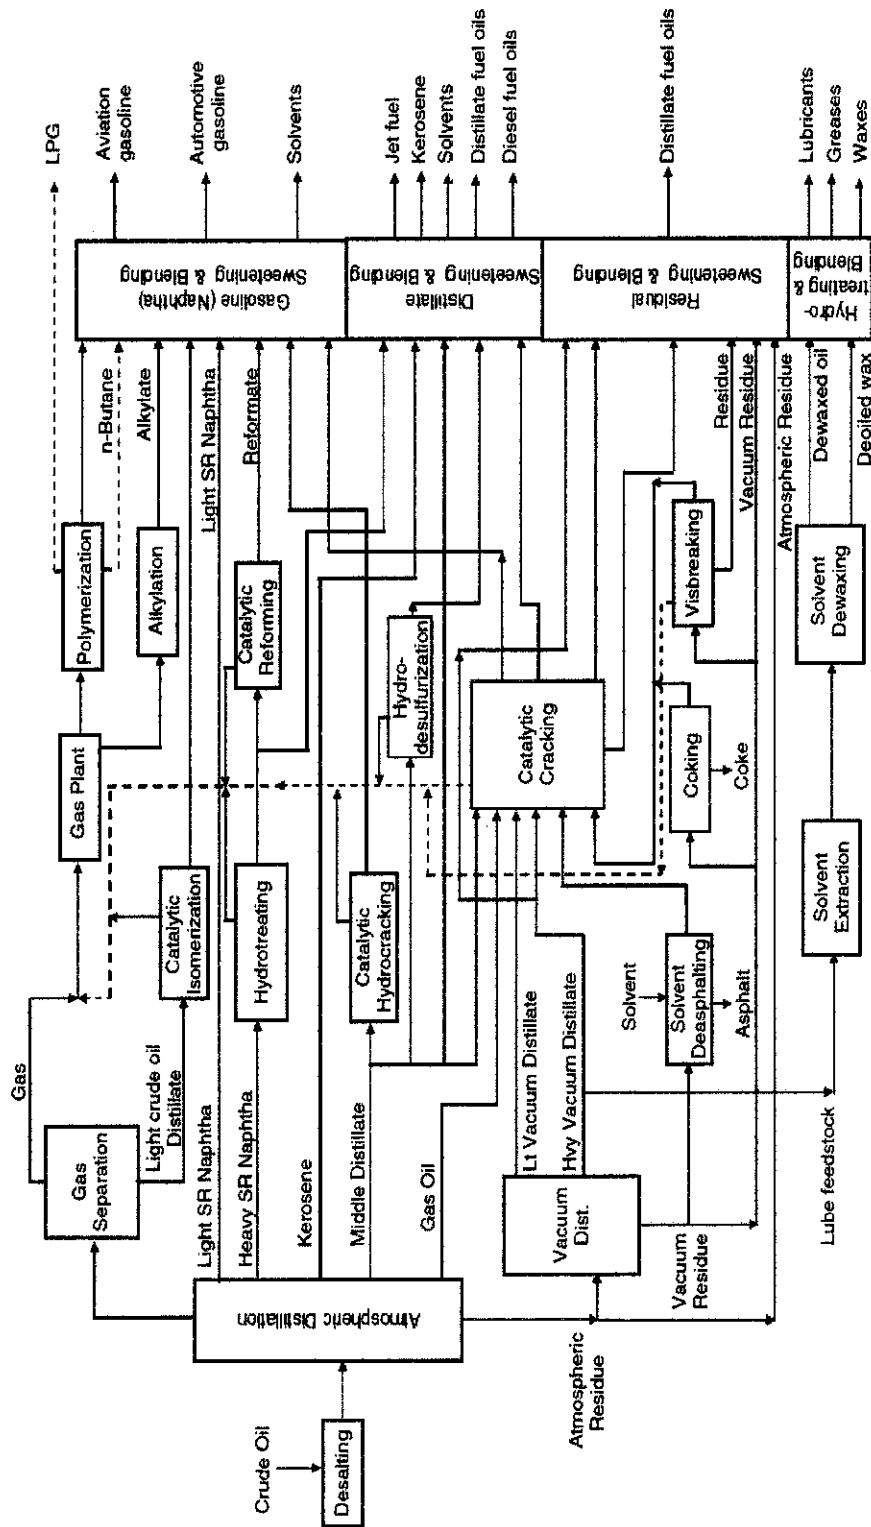 Crude Oil
Desalting
Atmospheric Distillation
Atmospheric
Residue
Gas
Separation
Gas
Light crude oil
Distillate
Light SR Naphtha
Heavy SR Naphtha
Kerosene
Middle Distillate
Gas Oil
Vacuum
Dist.
Lt Vacuum Distillate
Hvy Vacuum Distillate
Vacuum
Residue
Lube feedstock
Gas Plant
Catalytic
Isomerization
Hydrotreating
Catalytic
Hydrocracking
Solvent
Solvent
Deasphalting
Asphalt
Solvent
Extraction
Polymerization
Alkylation
Catalytic
Reforming
Hydro-
desulfurization
Catalytic
Cracking
Coking
Coke
Visbreaking
Solvent
Dewaxing
n-Butane
Alkylate
Light SR Naphtha
Reformate
Residue
Vacuum Residue
Atmospheric Residue
Dewaxed oil
Deoiled wax
Gasoline (Naphtha)
Sweetening & Blending
Distillate
Sweetening & Blending
Residual
Sweetening & Blending
Hydro-
treating &
Blending
LPG
Aviation
gasoline
Automotive
gasoline
Solvents
Jet fuel
Kerosene
Solvents
Distillate fuel oils
Diesel fuel oils
Distillate fuel oils
Lubricants
Greases
Waxes